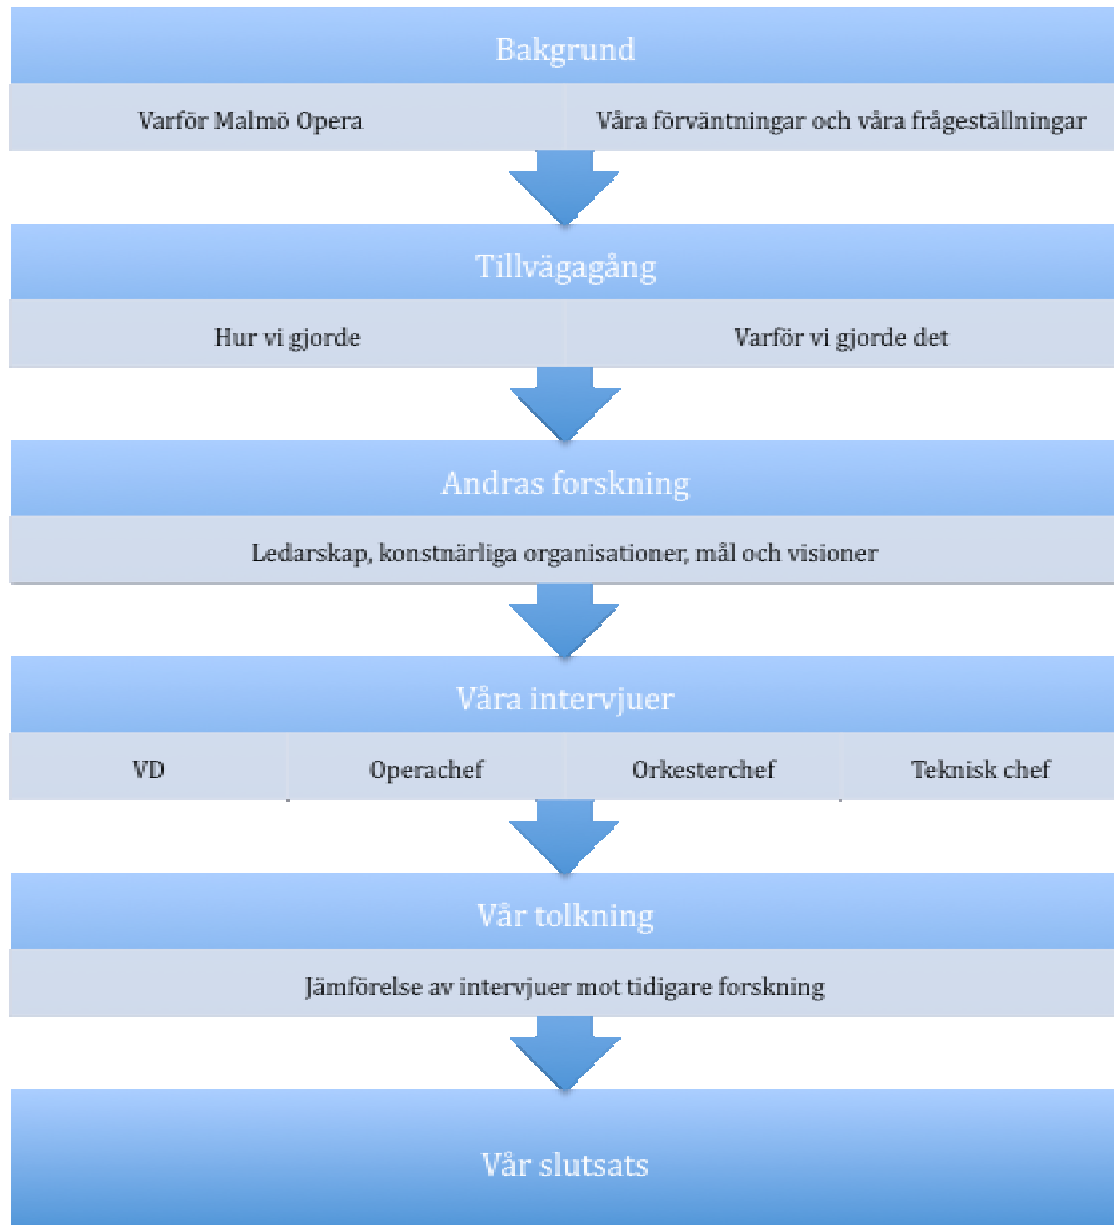 Bakgrund
Varför Malmö Opera
Våra förväntningar och våra frågeställningar
Tillvägagång
Hur vi gjorde
Varför vi gjorde det
Andras forskning
Ledarskap, konstnärliga organisationer, mål och visioner
Våra intervjuer
VD
Operachef
Orkesterchef
Teknisk chef
Vår tolkning
Jämförelse av intervjuer mot tidigare forskning
Vår slutsats